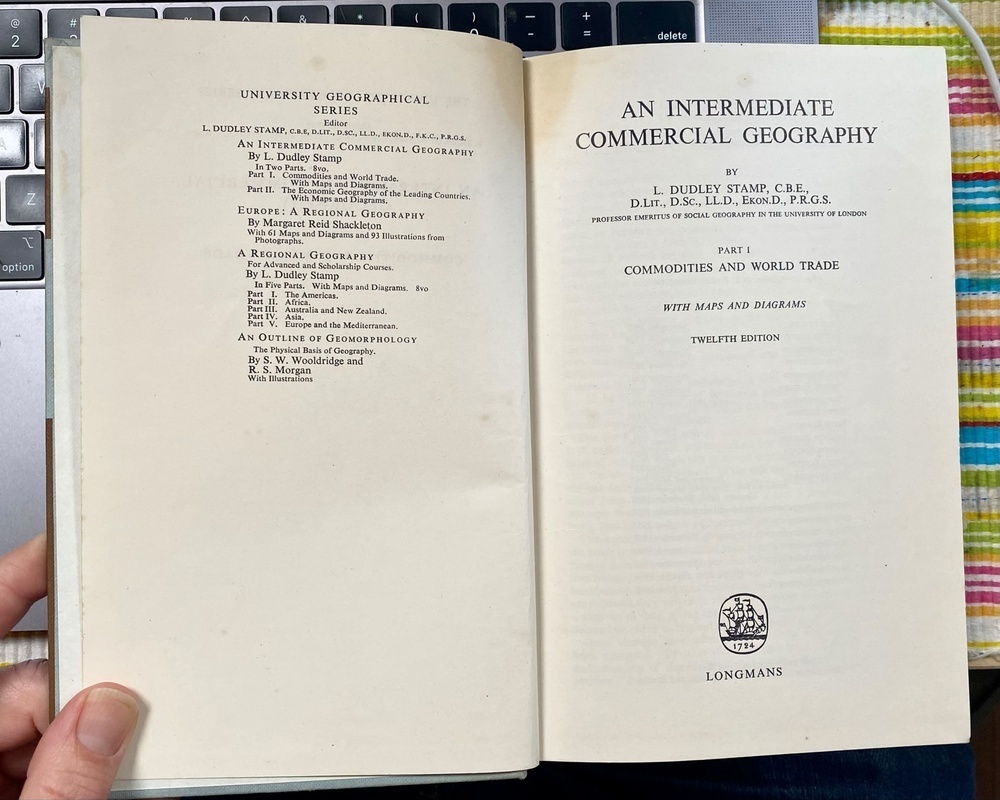 @
2
#
*
(
)
-
+
=
delete
A
Z
option
UNIVERSITY GEOGRAPHICAL
SERIES
Editor
L. DUDLEY STAMP, C.B.E, D.LIT., D.SC., LL.D., EKON.D., F.K.C., P.R.G.S.
AN INTERMEDIATE COMMERCIAL GEOGRAPHY
By L. Dudley Stamp
In Two Parts. 8vo.
Part I. Commodities and World Trade.
With Maps and Diagrams.
Part II. The Economic Geography of the Leading Countries.
With Maps and Diagrams.
EUROPE: A REGIONAL GEOGRAPHY
By Margaret Reid Shackleton
With 61 Maps and Diagrams and 93 Illustrations from
Photographs.
A REGIONAL GEOGRAPHY
For Advanced and Scholarship Courses.
By L. Dudley Stamp
In Five Parts. With Maps and Diagrams. 8vo
Part I. The Americas.
Part II. Africa.
Part III. Australia and New Zealand.
Part IV. Asia.
Part V. Europe and the Mediterranean.
AN OUTLINE OF GEOMORPHOLOGY
The Physical Basis of Geography.
By S. W. Wooldridge and
R. S. Morgan
With Illustrations
AN INTERMEDIATE
COMMERCIAL GEOGRAPHY
BY
L. DUDLEY STAMP, C.B.E.,
D.LIT., D.SC., LL.D., EKON.D., P.R.G.S.
PROFESSOR EMERITUS OF SOCIAL GEOGRAPHY IN THE UNIVERSITY OF LONDON
PART I
COMMODITIES AND WORLD TRADE
WITH MAPS AND DIAGRAMS
TWELFTH EDITION
1724
LONGMANS